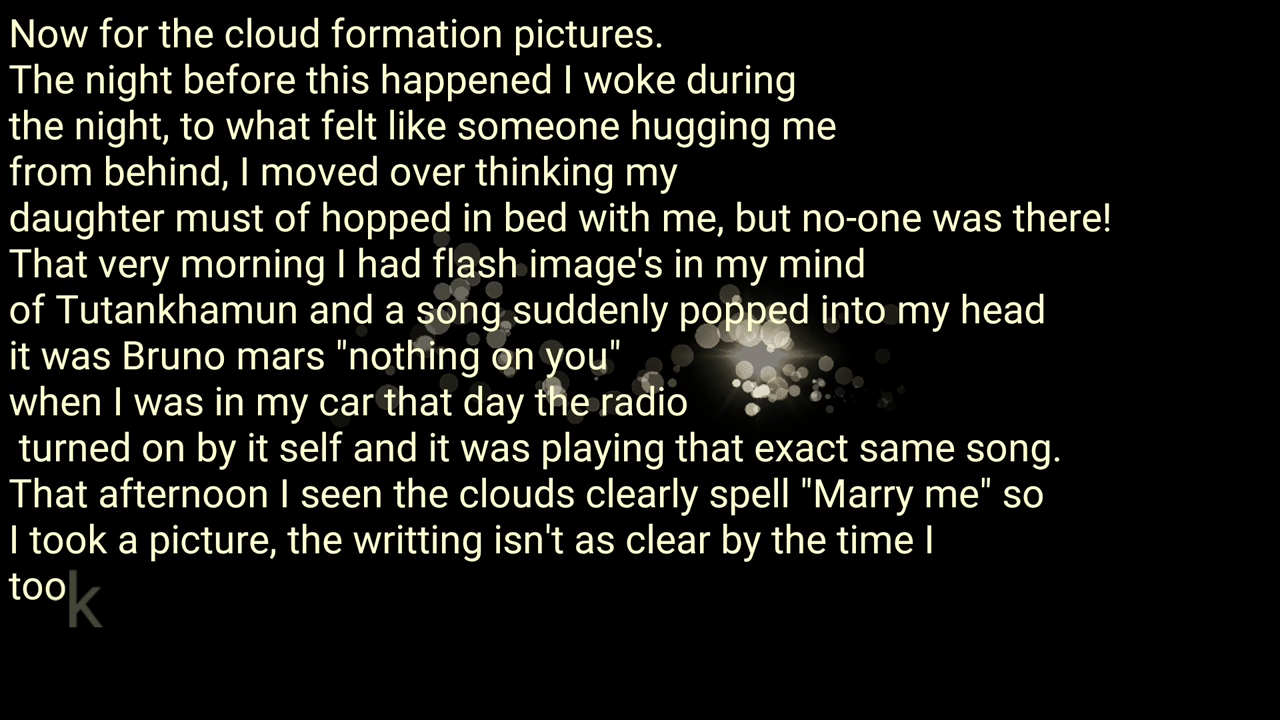 Now for the cloud formation pictures.
The night before this happened I woke during
the night, to what felt like someone hugging me
from behind, I moved over thinking my
daughter must of hopped in bed with me, but no-one was there!
That very morning I had flash image's in my mind
of Tutankhamun and a song suddenly popped into my head
it was Bruno mars "nothing on you"
when I was in my car that day the radio
turned on by it self and it was playing that exact same song.
That afternoon I seen the clouds clearly spell "Marry me" so
I took a picture, the writting isn't as clear by the time I
took